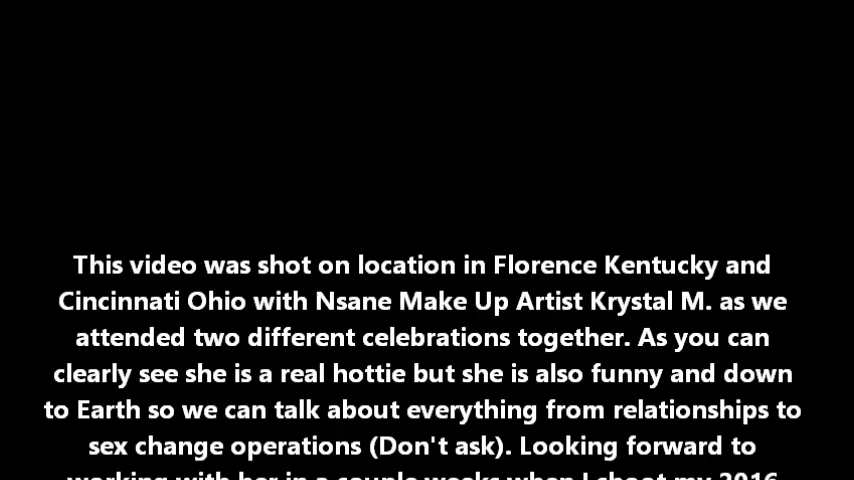 This video was shot on location in Florence Kentucky and
Cincinnati Ohio with Nsane Make Up Artist Krystal M. as we
attended two different celebrations together. As you can
clearly see she is a real hottie but she is also funny and down
to Earth so we can talk about everything from relationships to
sex change operations (Don't ask). Looking forward to
working with her in a couple weeks when I shoot my 2016